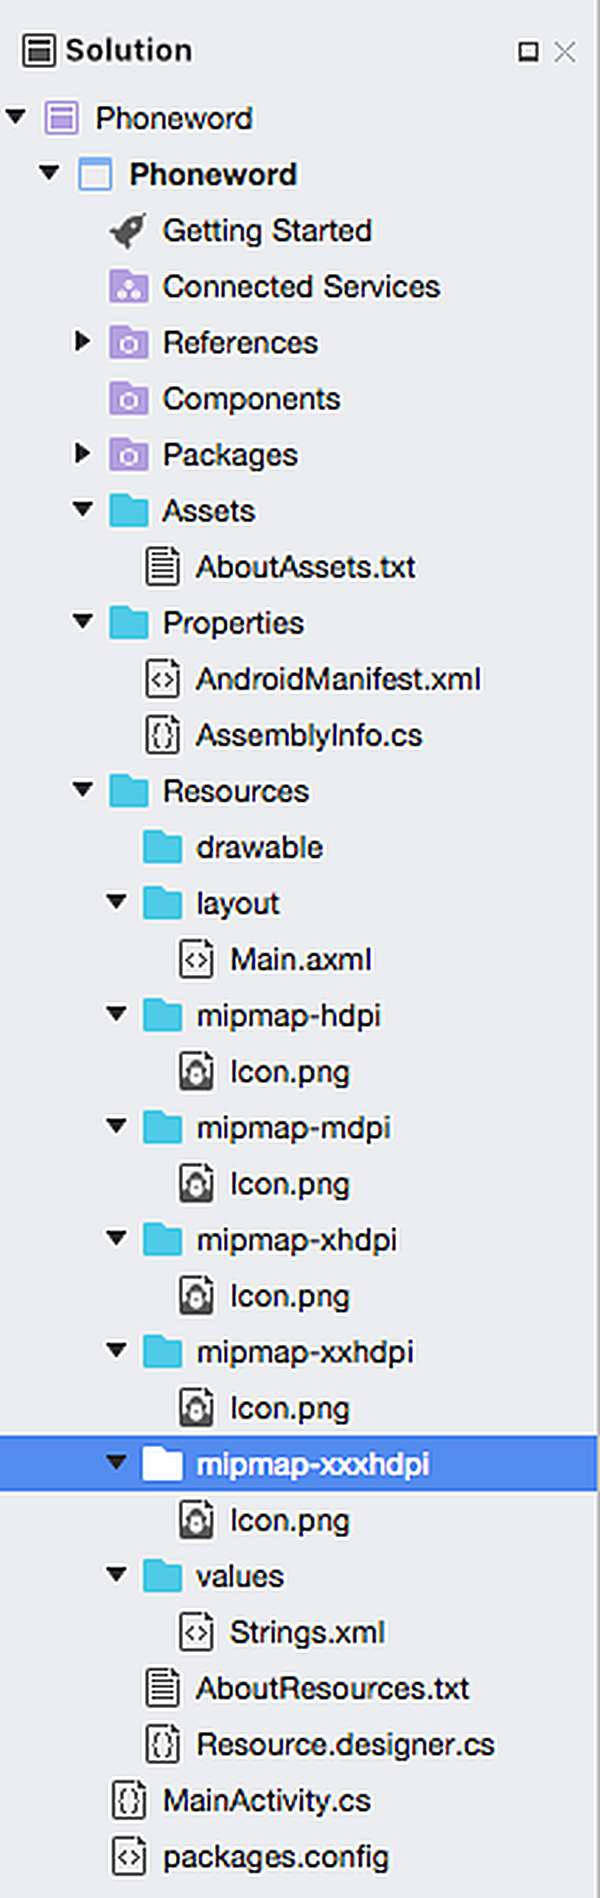 Solution
Phoneword
Phoneword
Getting Started
Connected Services
References
Components
Packages
Assets
AboutAssets.txt
Properties
AndroidManifest.xml
AssemblyInfo.cs
Resources
drawable
layout
Main.axml
mipmap-hdpi
Icon.png
mipmap-mdpi
Icon.png
mipmap-xhdpi
Icon.png
mipmap-xxhdpi
Icon.png
mipmap-xxxhdpi
Icon.png
values
Strings.xml
AboutResources.txt
Resource.designer.cs
MainActivity.cs
packages.config